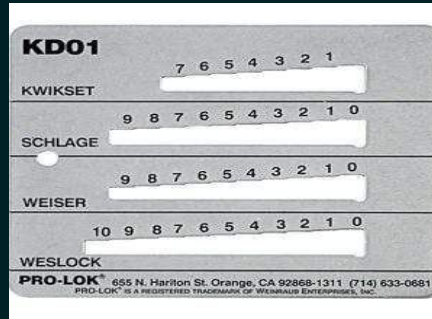 KD01
7 6 5 4 3 2 1
KWIKSET
9 8 7 6 5 4 3 2 1 0
SCHLAGE
9 8 7 6 5 4 3 2 1 0
WEISER
10 9 8 7 6 5 4 3 2 1 0
WESLOCK
PRO-LOK® 655 N. Hariton St. Orange, CA 92868-1311 (714) 633-0681
PRO-LOK® IS A REGISTERED TRADEMARK OF WEINRAUB ENTERPRISES, INC.